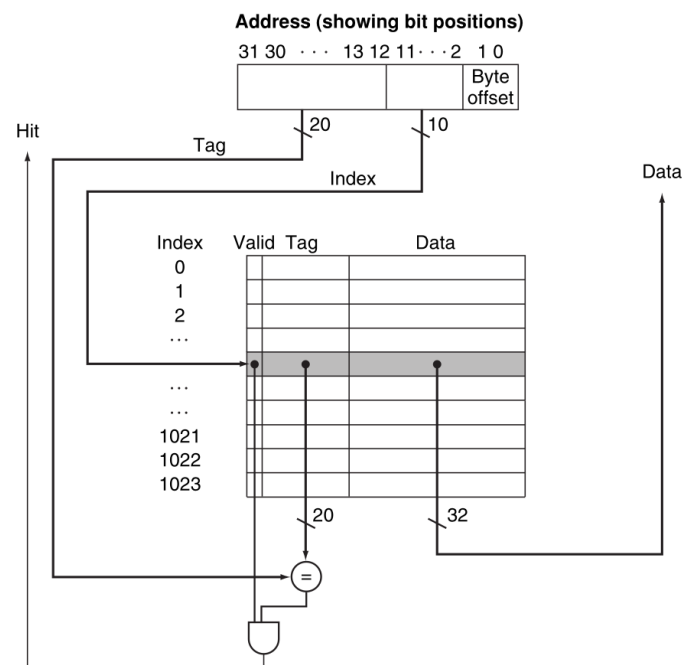 Address (showing bit positions)
31 30 · · · 13 12 11 · · · 2 1 0
Byte
offset
Hit
20
10
Tag
Index
Data
Index Valid Tag Data
0
1
2
...
...
...
1021
1022
1023
20
32
=